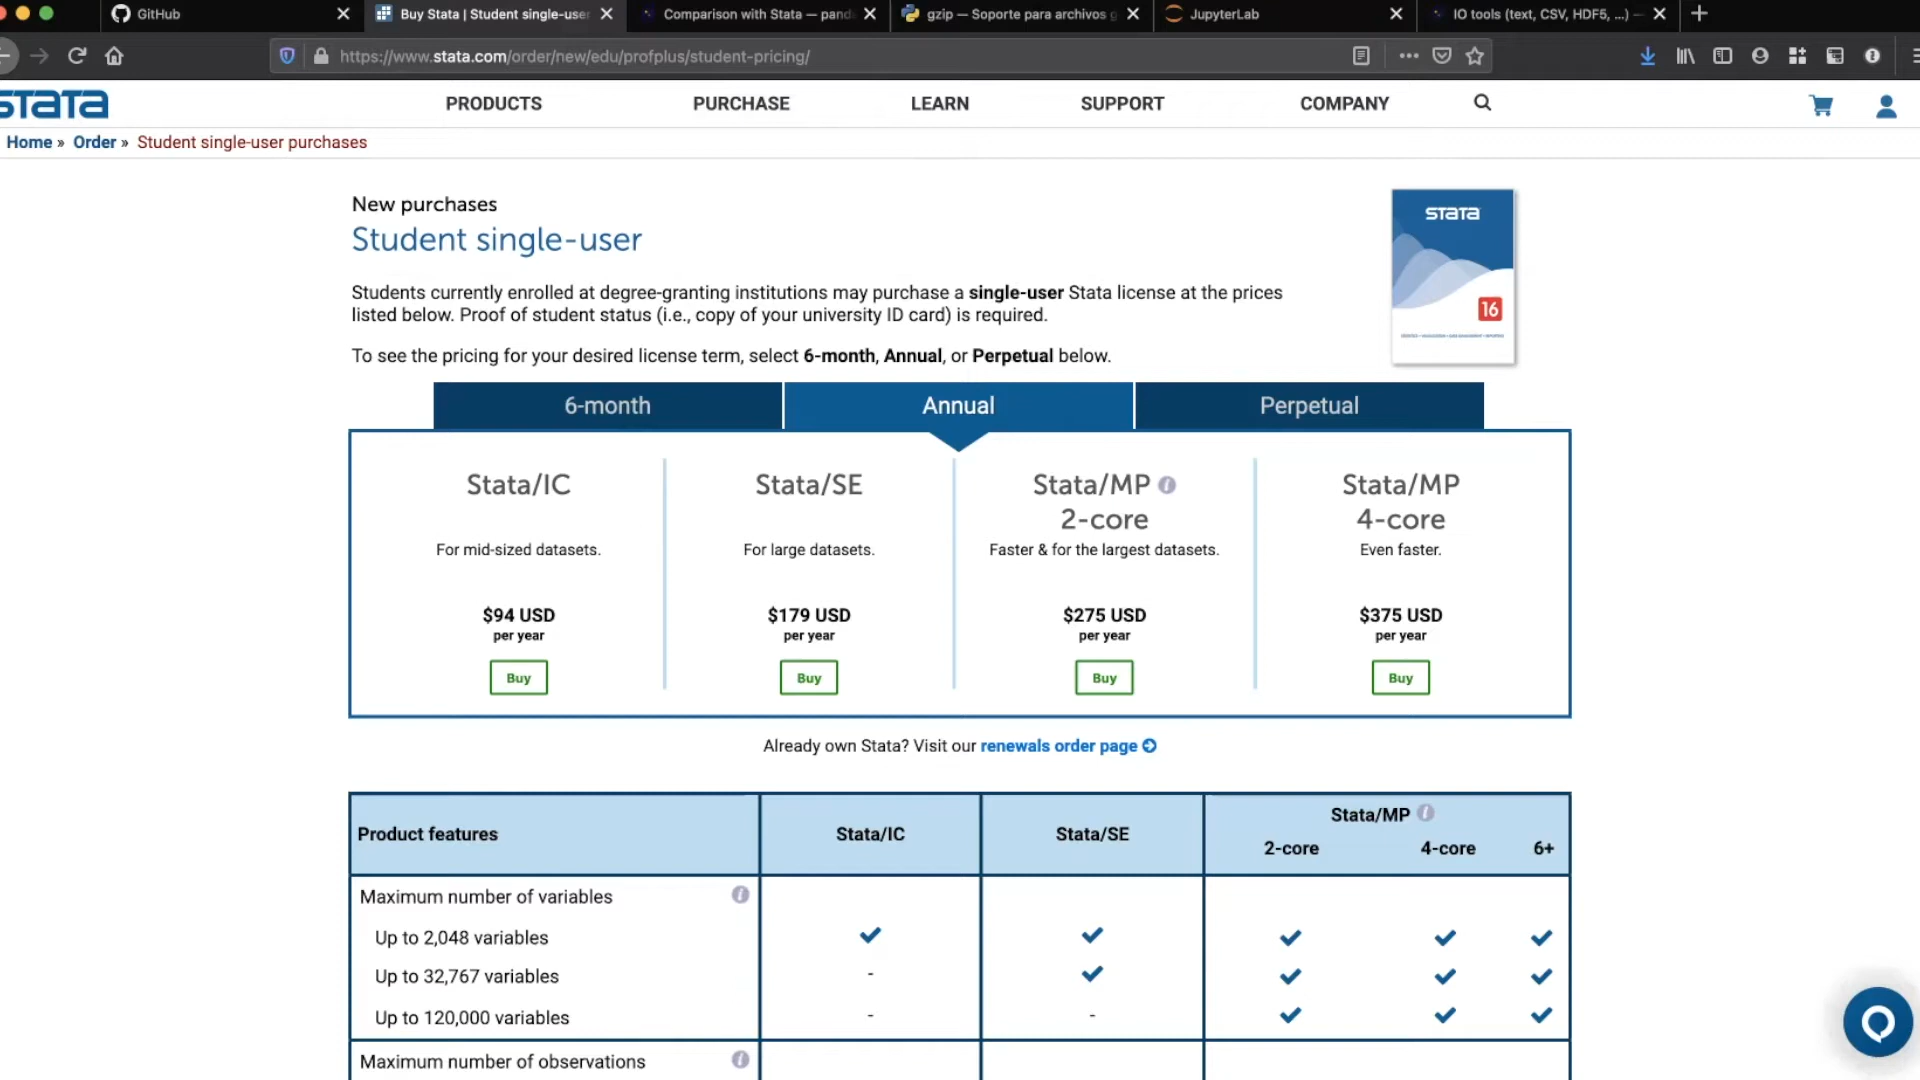 GitHub
Buy Stata | Student single-use
Comparison with Stata — pand
gzip — Soporte para archivos g
JupyterLab
IO tools (text, CSV, HDF5, ...) —
https://www.stata.com/order/new/edu/profplus/student-pricing/
STATA
PRODUCTS
PURCHASE
LEARN
SUPPORT
COMPANY
Home » Order » Student single-user purchases
New purchases
Student single-user
Students currently enrolled at degree-granting institutions may purchase a single-user Stata license at the prices
listed below. Proof of student status (i.e., copy of your university ID card) is required.
To see the pricing for your desired license term, select 6-month, Annual, or Perpetual below.
STATA
16
6-month
Annual
Perpetual
Stata/IC
For mid-sized datasets.
$94 USD
per year
Buy
Stata/SE
For large datasets.
$179 USD
per year
Buy
Stata/MP
2-core
Faster & for the largest datasets.
$275 USD
per year
Buy
Stata/MP
4-core
Even faster.
$375 USD
per year
Buy
Already own Stata? Visit our renewals order page
Product features
Stata/IC
Stata/SE
Stata/MP
2-core
4-core
6+
Maximum number of variables
Up to 2,048 variables
Up to 32,767 variables -
Up to 120,000 variables - -
Maximum number of observations